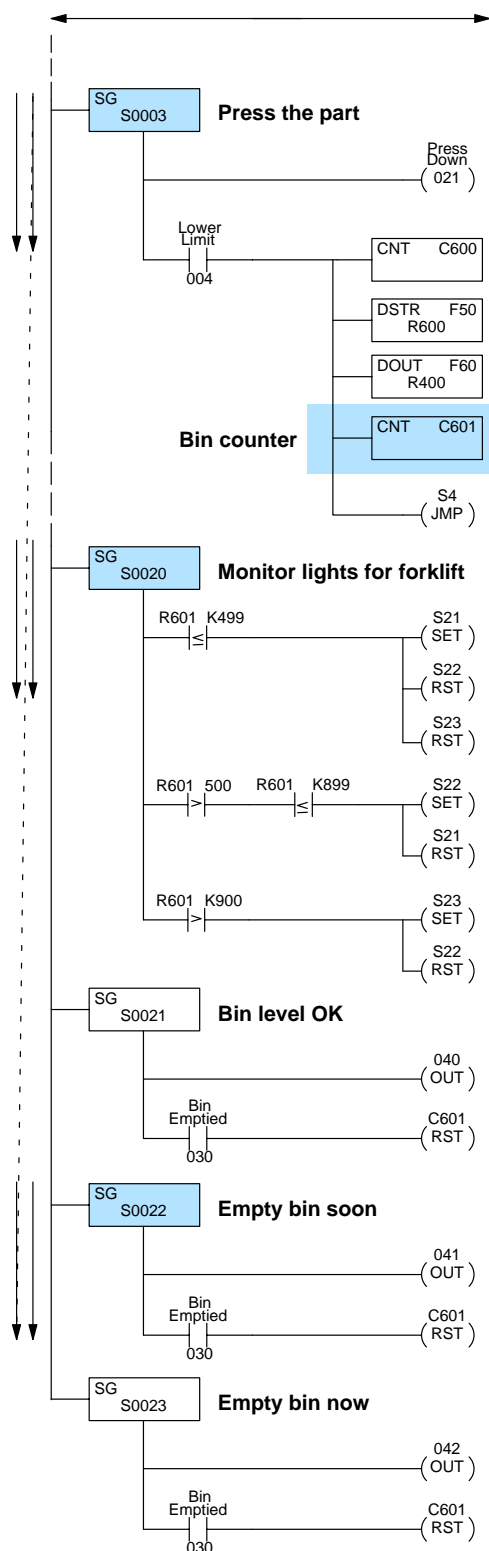 SG
S0003
Press the part
Press
Down
021
Lower
Limit
004
CNT C600
DSTR F50
R600
DOUT F60
R400
Bin counter
CNT C601
S4
JMP
SG
S0020
Monitor lights for forklift
R601 K499
≤
S21
SET
S22
RST
S23
RST
R601 500 R601 K899
> ≤
S22
SET
S21
RST
R601 K900
>
S23
SET
S22
RST
SG
S0021
Bin level OK
040
OUT
Bin
Emptied
030
C601
RST
SG
S0022
Empty bin soon
041
OUT
Bin
Emptied
030
C601
RST
SG
S0023
Empty bin now
042
OUT
Bin
Emptied
030
C601
RST